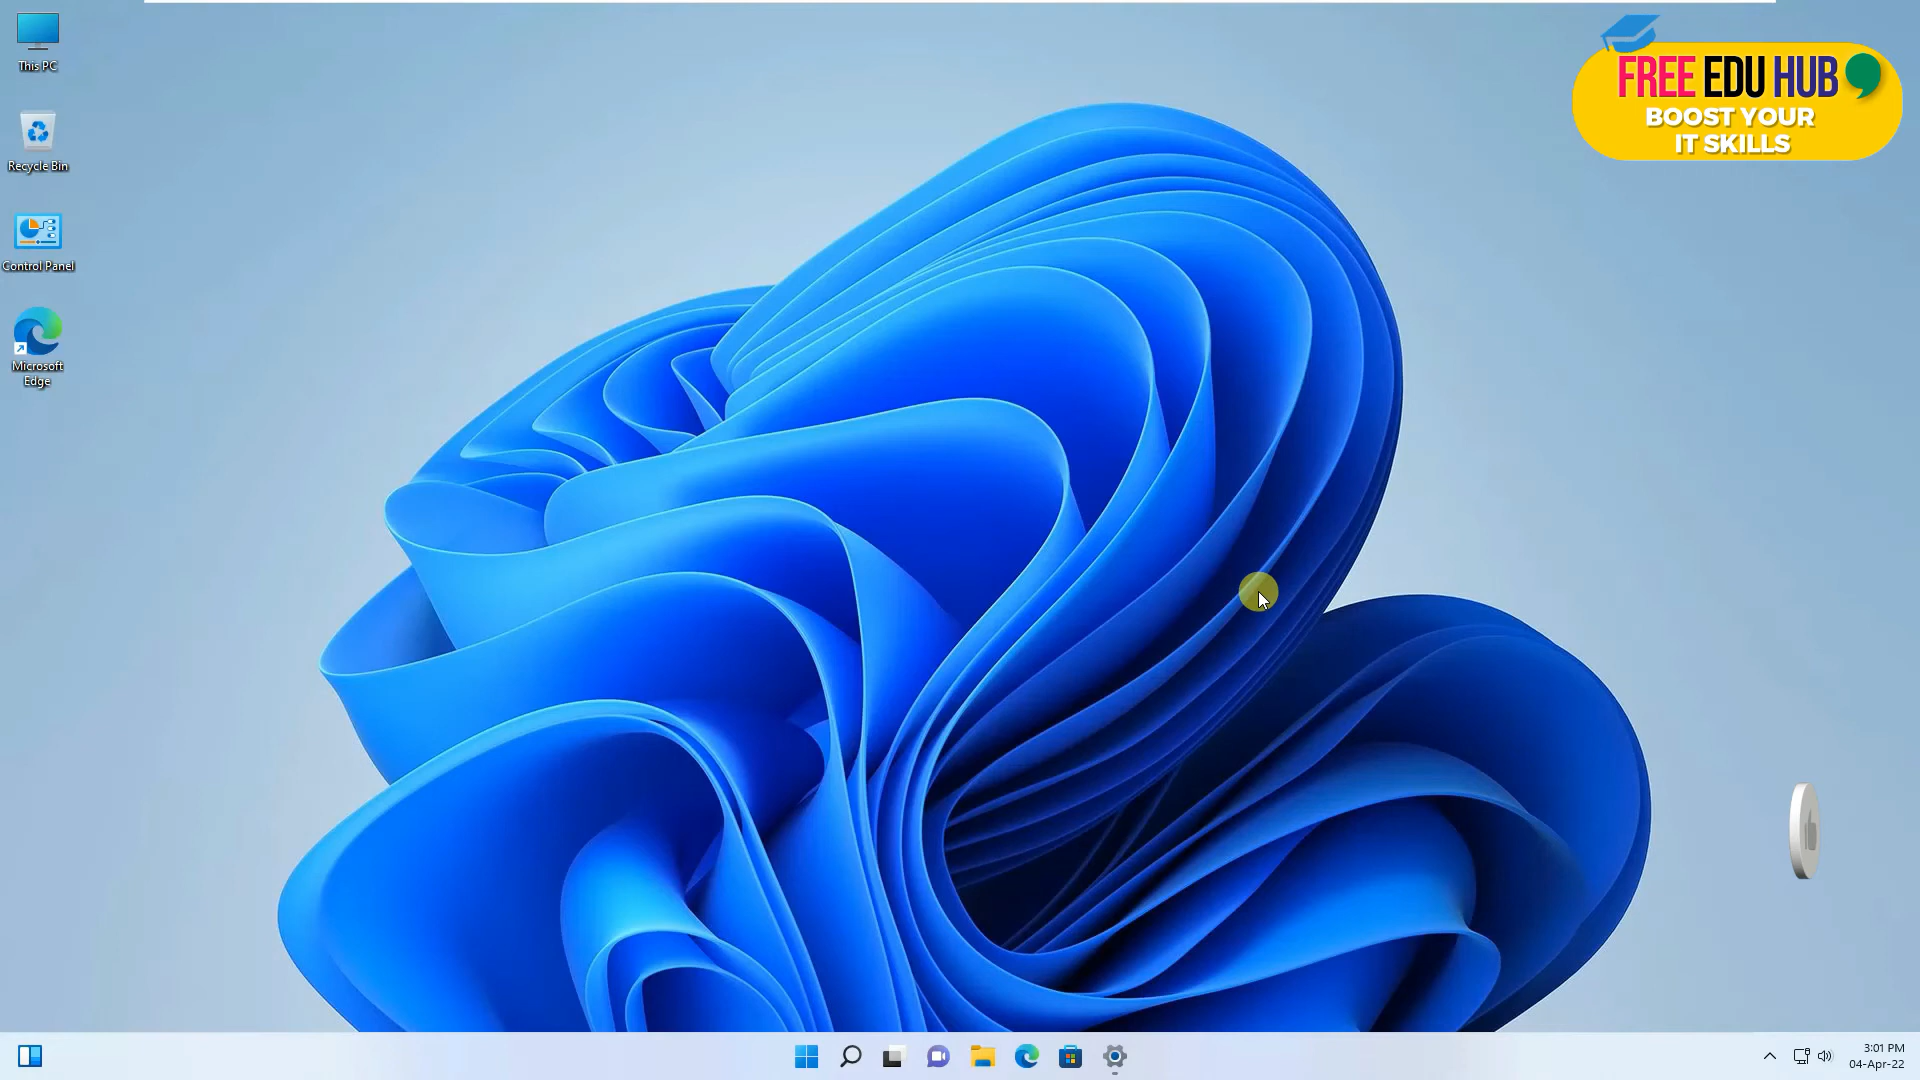 This PC
Recycle Bin
Control Panel
Microsoft
Edge
FREE EDU HUB
BOOST YOUR
IT SKILLS
3:01 PM
04-Apr-22